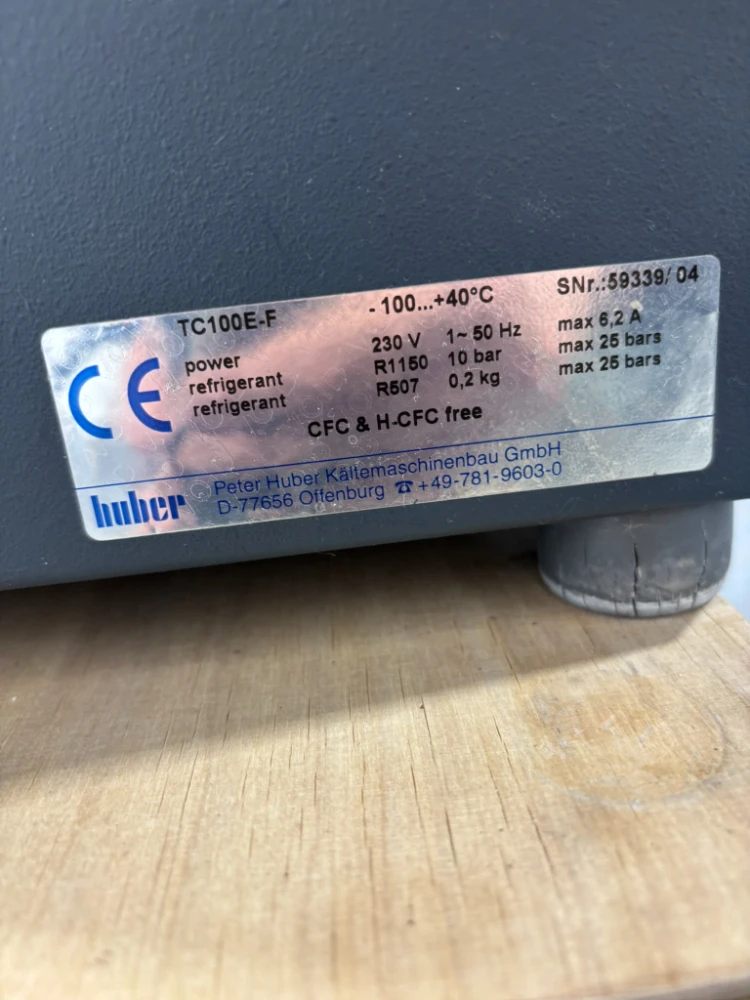 TC100E-F - 100...+40°C SNr.:59339/ 04
CE
power 230 V 1~ 50 Hz max 6,2 A
refrigerant R1150 10 bar max 25 bars
refrigerant R507 0,2 kg max 25 bars
CFC & H-CFC free
huber
Peter Huber Kältemaschinenbau GmbH
D-77656 Offenburg ☎ +49-781-9603-0